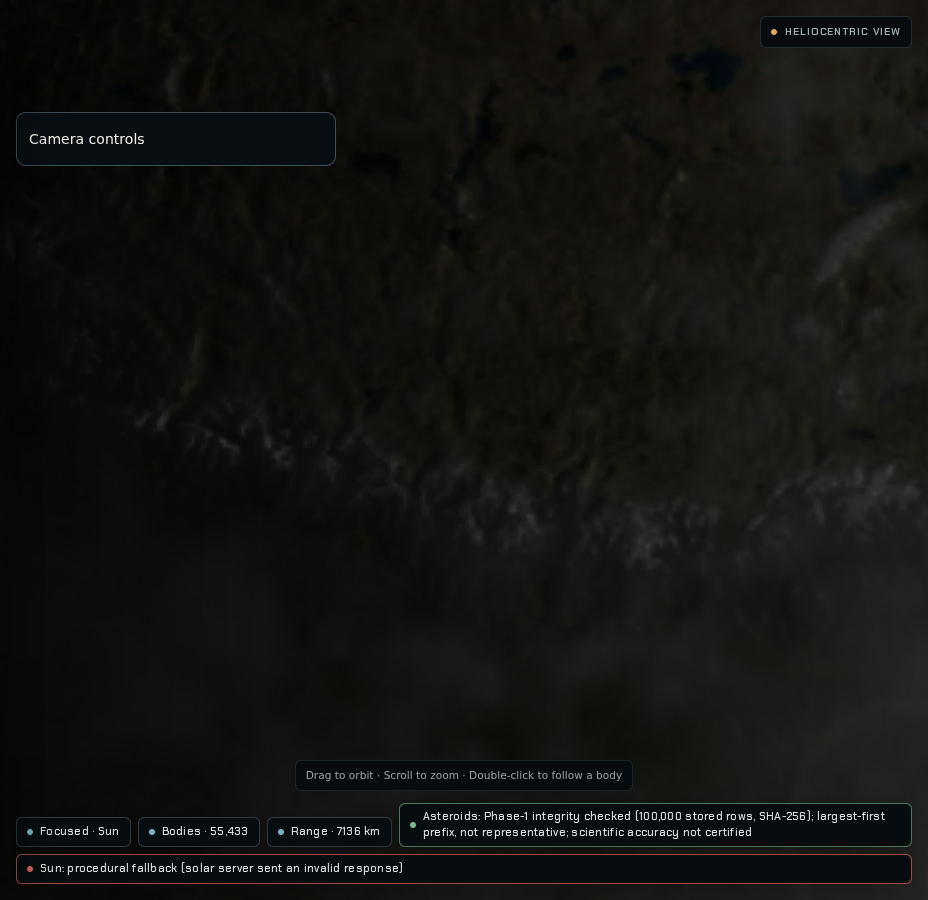 HELIOCENTRIC VIEW
Camera controls
Drag to orbit · Scroll to zoom · Double-click to follow a body
Focused · Sun
Bodies · 55,433
Range · 7136 km
Asteroids: Phase-1 integrity checked (100,000 stored rows, SHA-256); largest-first
prefix, not representative; scientific accuracy not certified
Sun: procedural fallback (solar server sent an invalid response)